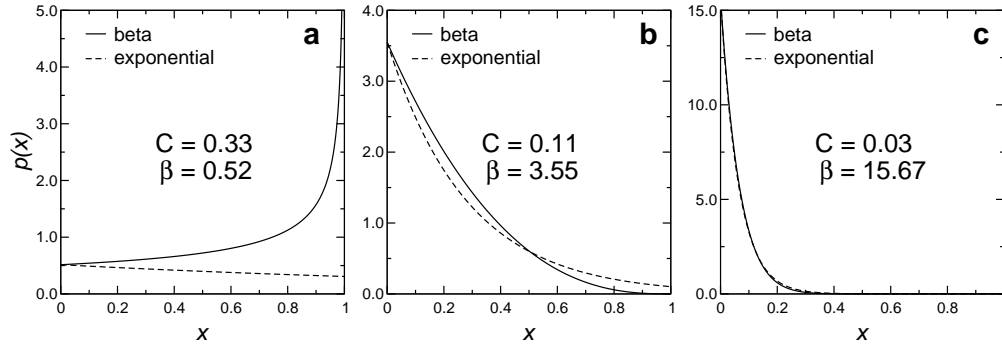 a
beta
exponential
C = 0.33
β = 0.52
5.0
4.0
3.0
2.0
1.0
0.0
p(x)
0 0.2 0.4 0.6 0.8 1
x
b
beta
exponential
C = 0.11
β = 3.55
4.0
3.0
2.0
1.0
0.0
0 0.2 0.4 0.6 0.8 1
x
c
beta
exponential
C = 0.03
β = 15.67
15.0
10.0
5.0
0.0
0 0.2 0.4 0.6 0.8
x